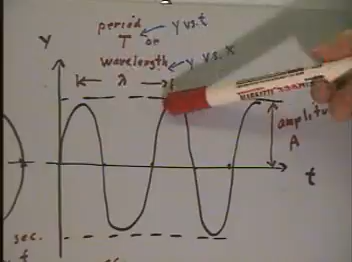 period
T or ← y vs. t
wavelength ← y vs. x
y
λ
amplitu
A
t
sec.